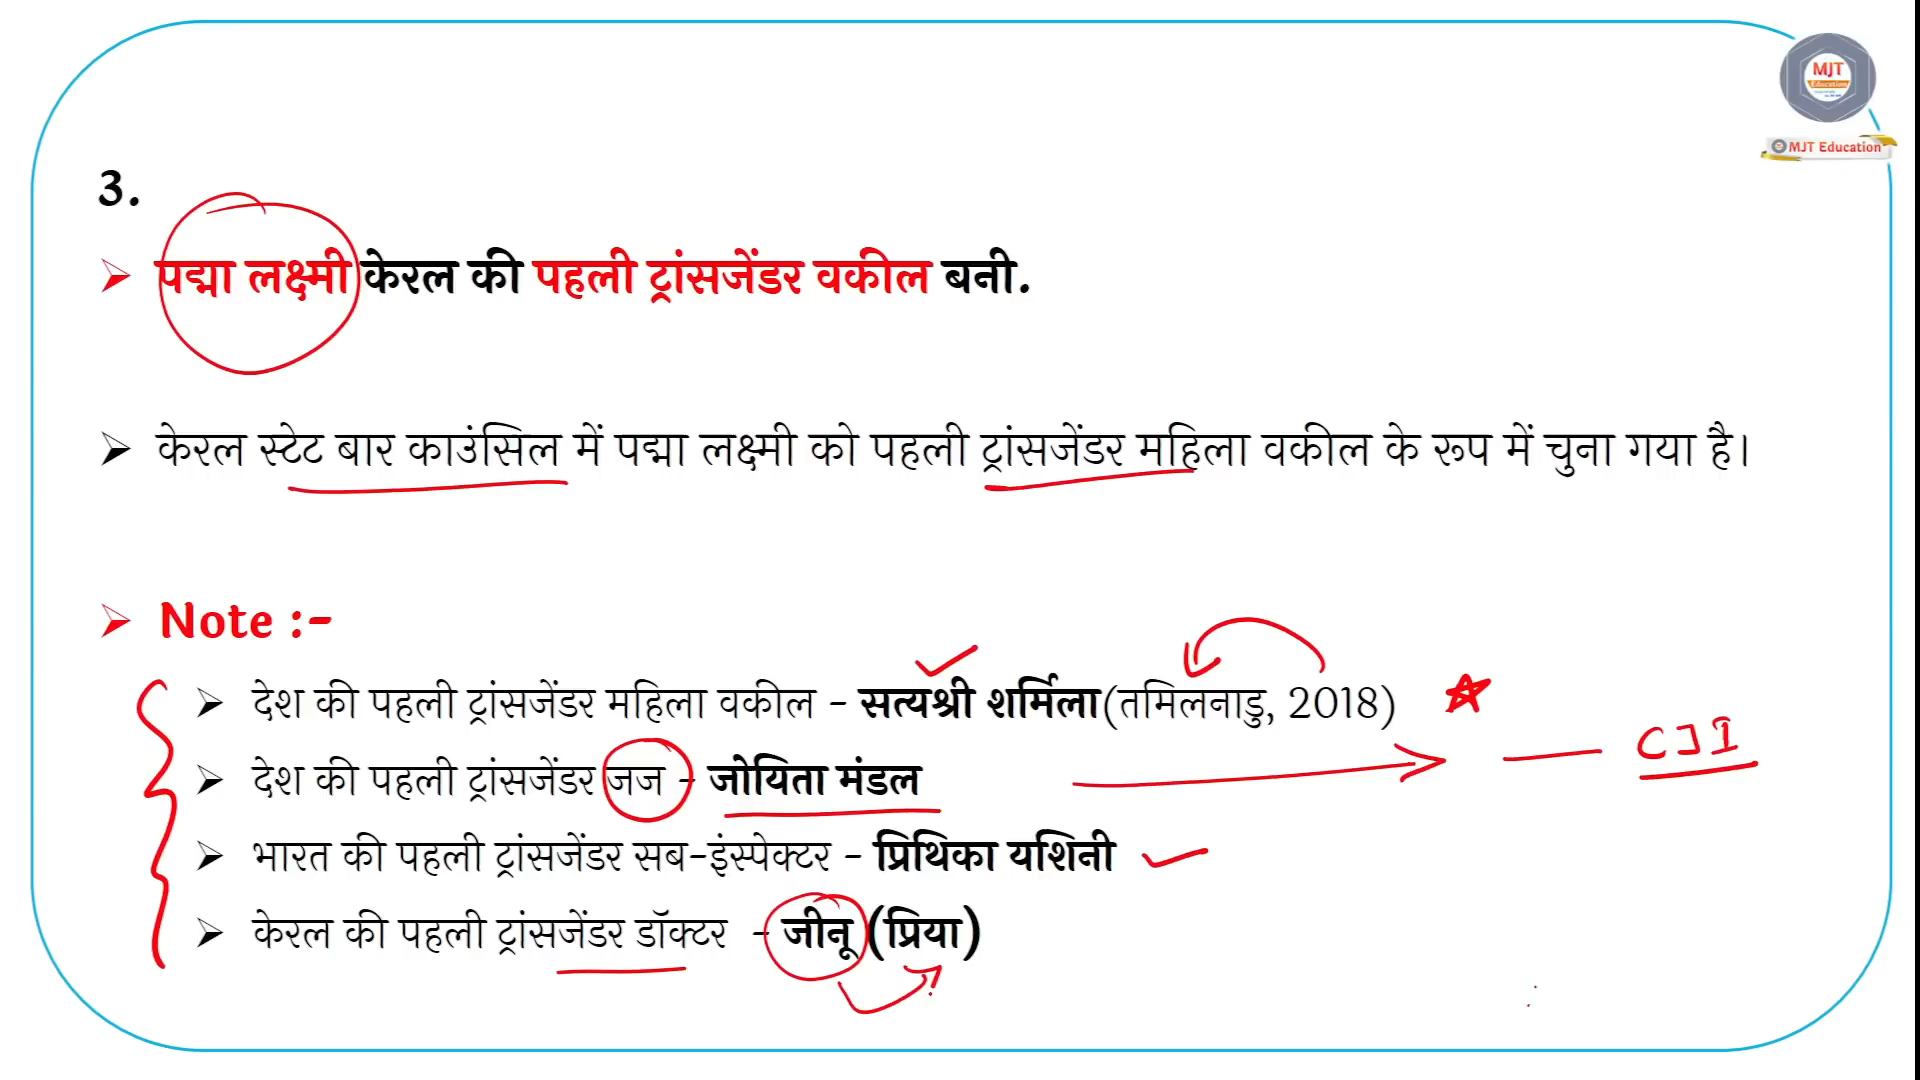 MJT
Education
MJT Education
3.
पद्मा लक्ष्मी केरल की पहली ट्रांसजेंडर वकील बनी.
केरल स्टेट बार काउंसिल में पद्मा लक्ष्मी को पहली ट्रांसजेंडर महिला वकील के रूप में चुना गया है।
Note :-
देश की पहली ट्रांसजेंडर महिला वकील - सत्यश्री शर्मिला(तमिलनाडु, 2018)
देश की पहली ट्रांसजेंडर जज - जोयिता मंडल
CJI
भारत की पहली ट्रांसजेंडर सब-इंस्पेक्टर - प्रिथिका यशिनी
केरल की पहली ट्रांसजेंडर डॉक्टर - जीनू (प्रिया)